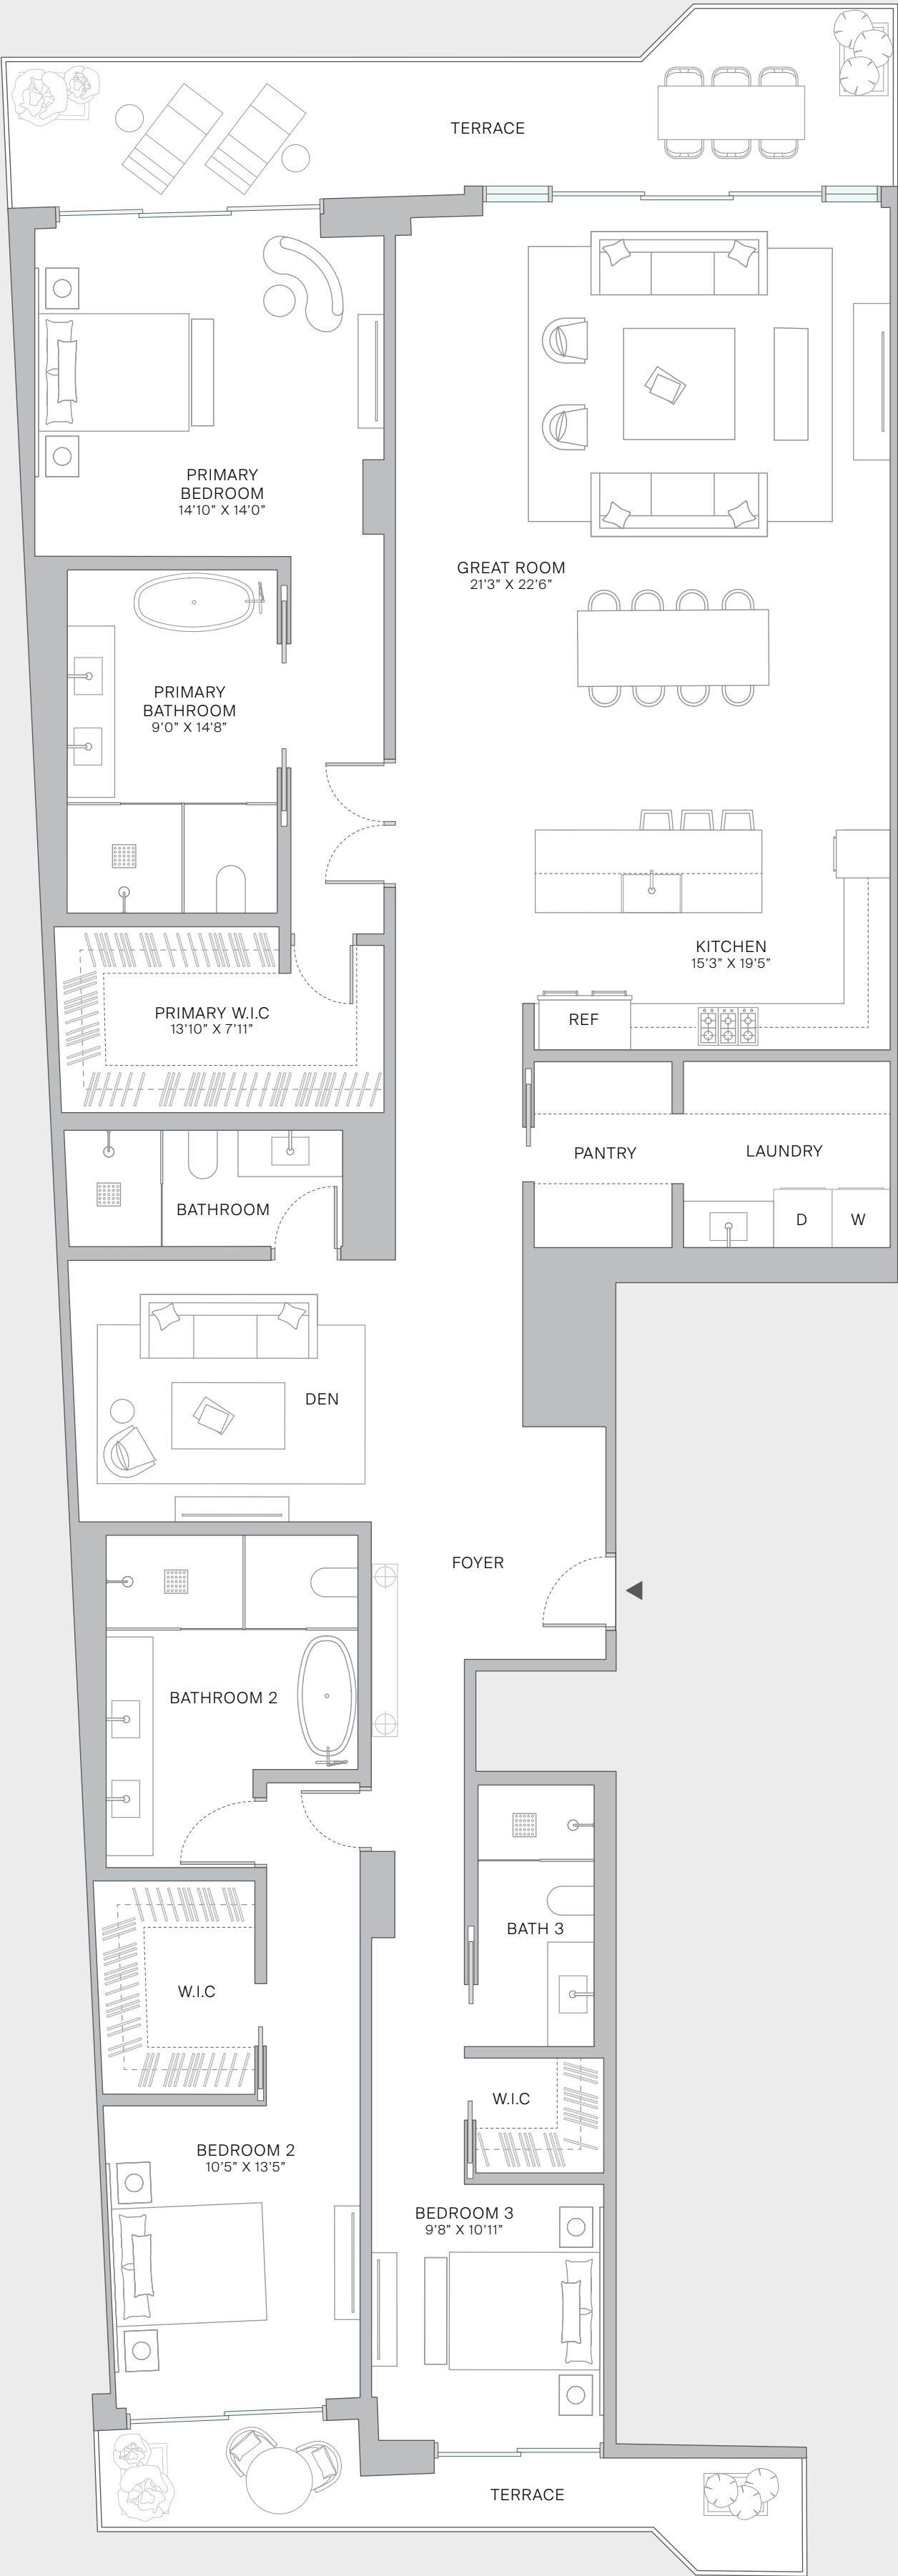 TERRACE
PRIMARY
BEDROOM
14'10" X 14'0"
GREAT ROOM
21'3" X 22'6"
PRIMARY
BATHROOM
9'0" X 14'8"
KITCHEN
15'3" X 19'5"
PRIMARY W.I.C
13'10" X 7'11"
REF
PANTRY
LAUNDRY
BATHROOM
D
W
DEN
FOYER
BATHROOM 2
BATH 3
W.I.C
W.I.C
BEDROOM 2
10'5" X 13'5"
BEDROOM 3
9'8" X 10'11"
TERRACE